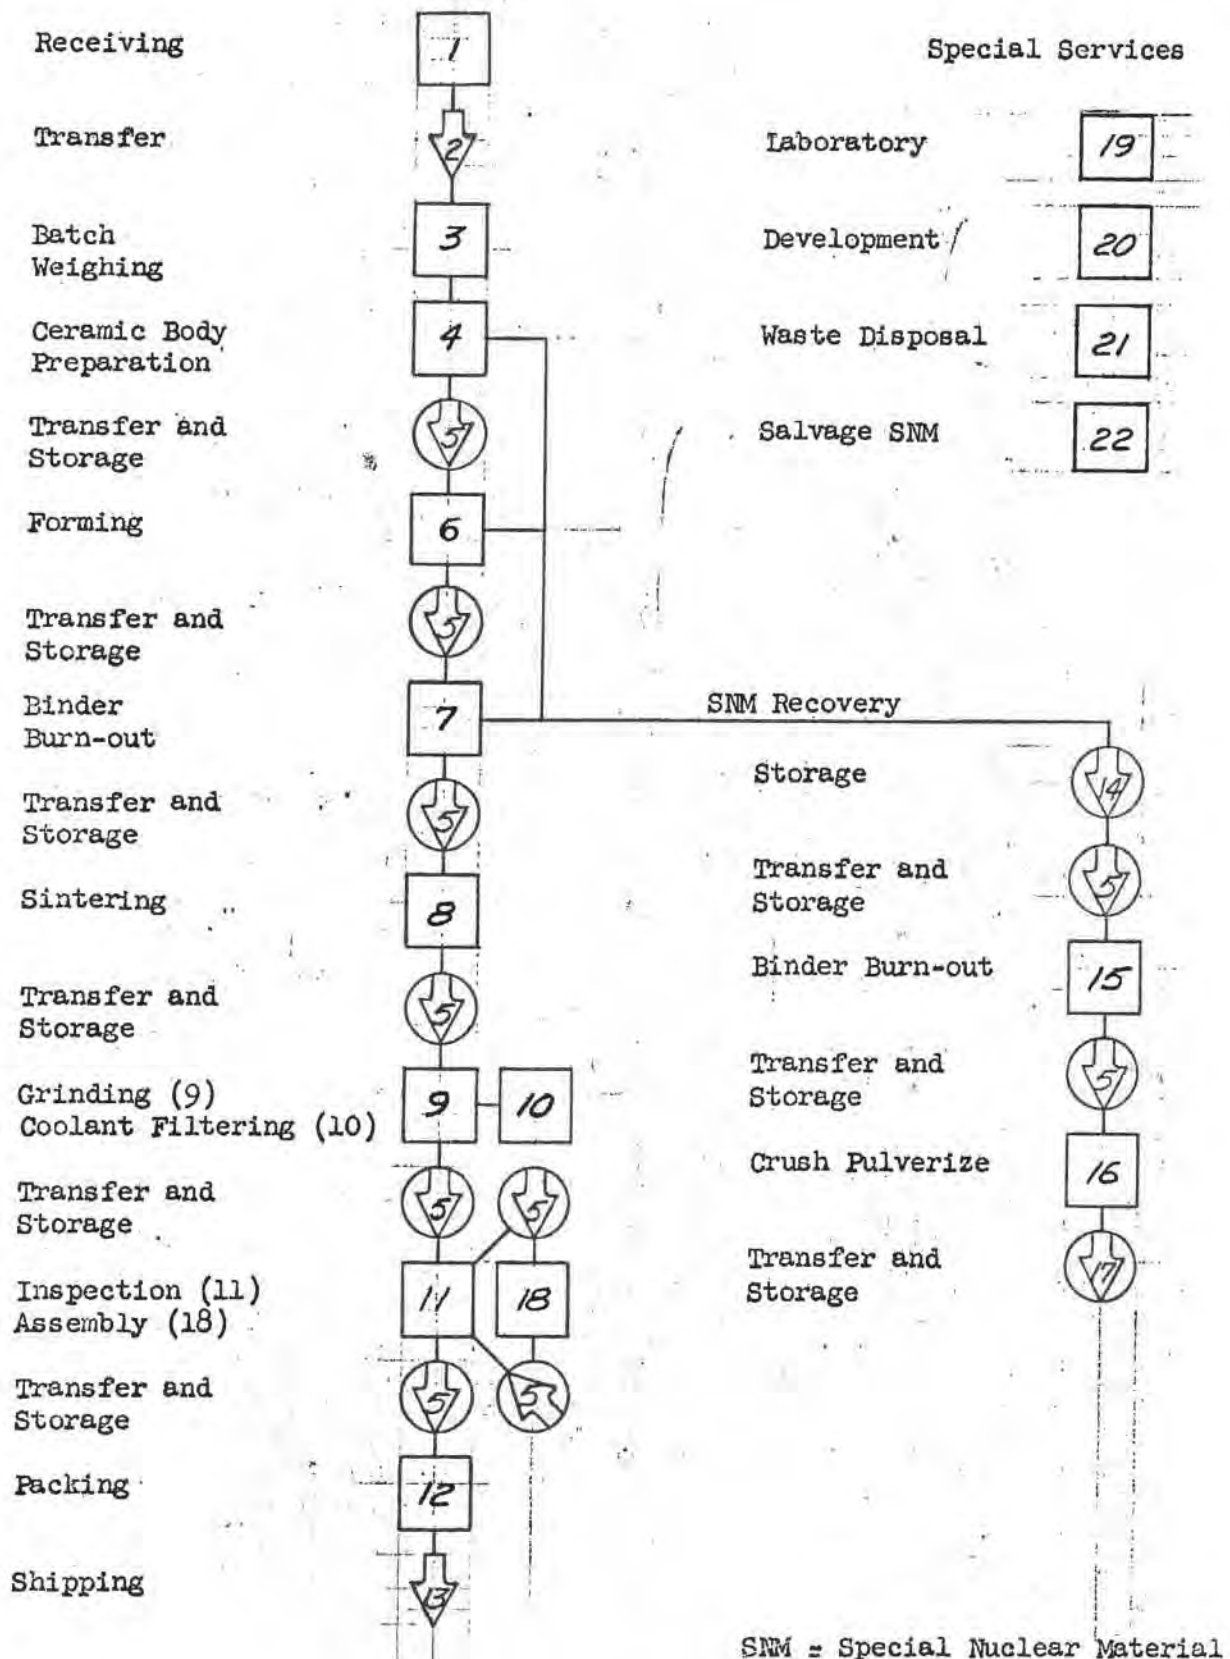 Receiving
1
Transfer
2
Batch
Weighing
3
Ceramic Body
Preparation
4
Transfer and
Storage
5
Forming
6
Transfer and
Storage
5
Binder
Burn-out
7
Transfer and
Storage
5
Sintering
8
Transfer and
Storage
5
Grinding (9)
Coolant Filtering (10)
9
10
Transfer and
Storage
5
5
Inspection (11)
Assembly (18)
11
18
Transfer and
Storage
5
5
Packing
12
Shipping
13
Special Services
Laboratory
19
Development
20
Waste Disposal
21
Salvage SNM
22
SNM Recovery
Storage
14
Transfer and
Storage
5
Binder Burn-out
15
Transfer and
Storage
5
Crush Pulverize
16
Transfer and
Storage
17
SNM = Special Nuclear Material